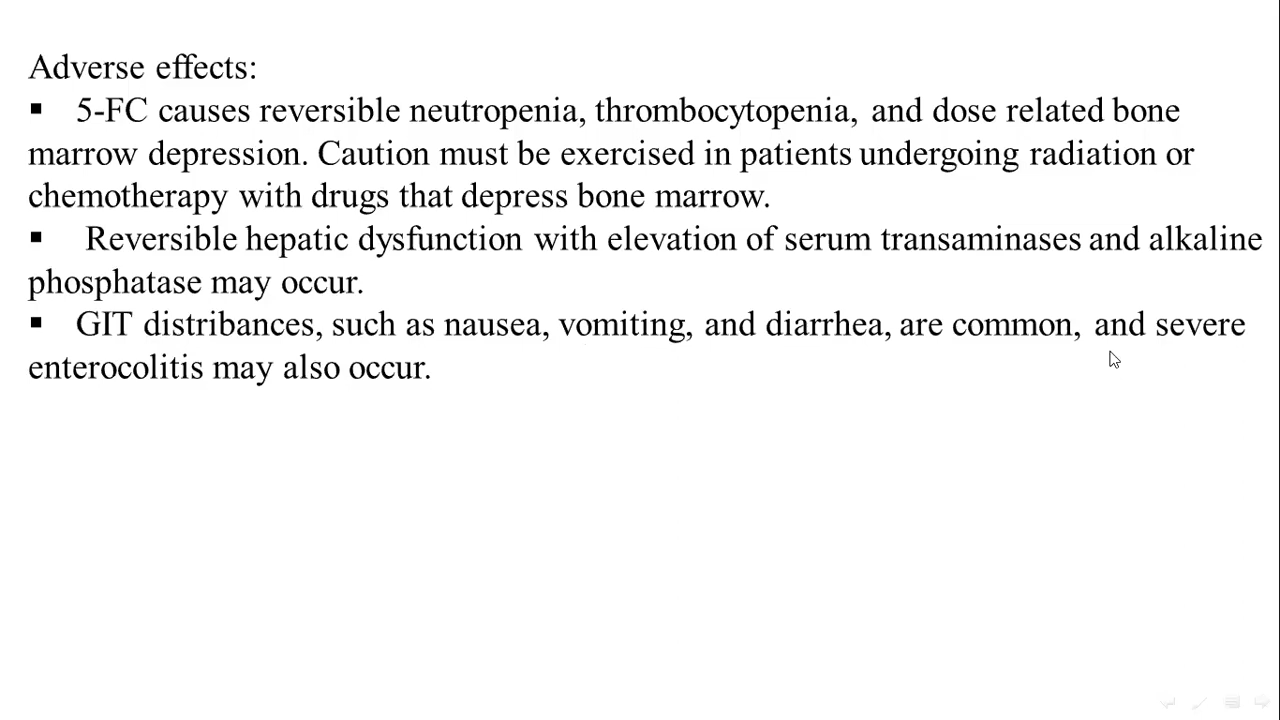 Adverse effects:
▪ 5-FC causes reversible neutropenia, thrombocytopenia, and dose related bone
marrow depression. Caution must be exercised in patients undergoing radiation or
chemotherapy with drugs that depress bone marrow.
▪ Reversible hepatic dysfunction with elevation of serum transaminases and alkaline
phosphatase may occur.
▪ GIT distribances, such as nausea, vomiting, and diarrhea, are common, and severe
enterocolitis may also occur.